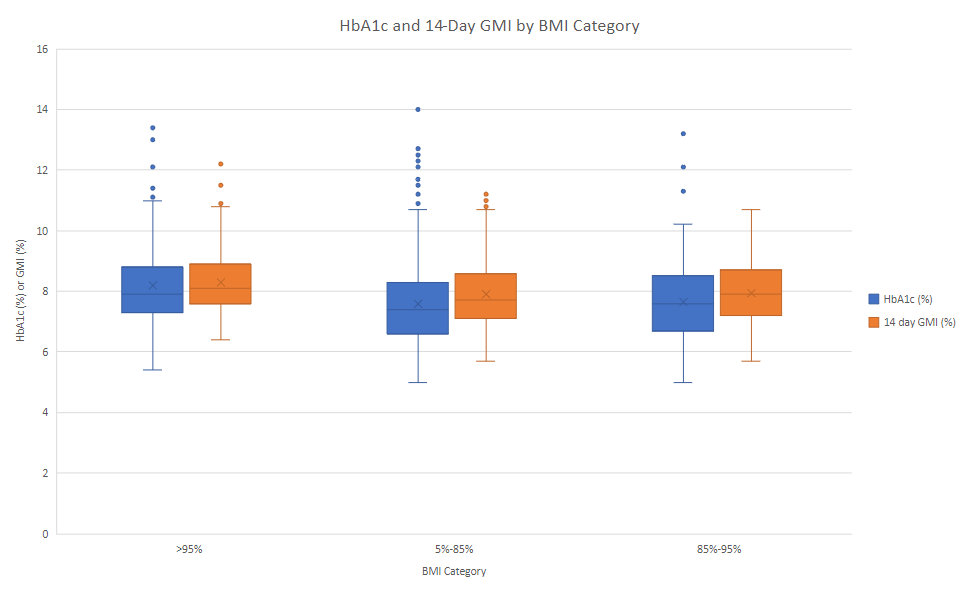 HbA1c and 14-Day GMI by BMI Category
16
14
12
10
8
6
4
2
0
HbA1c (%) or GMI (%)
>95%
5%-85%
85%-95%
BMI Category
HbA1c (%)
14 day GMI (%)